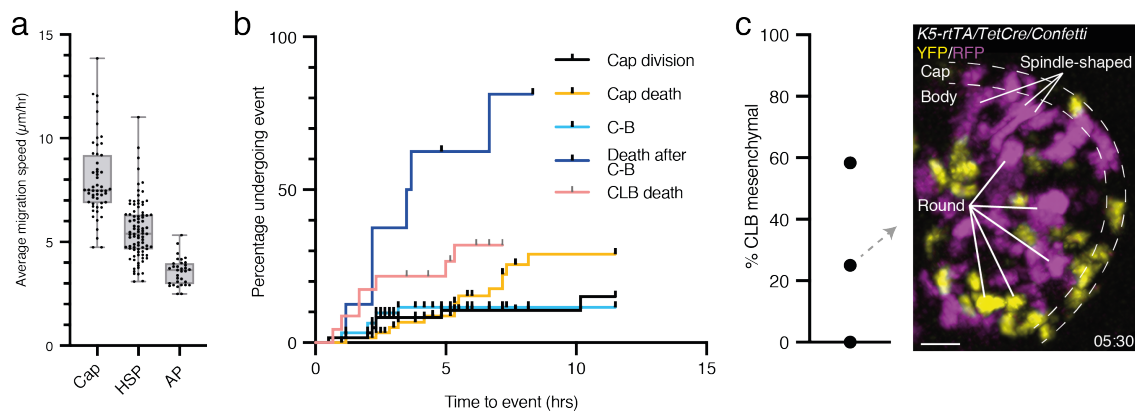 a
Average migration speed (µm/hr)
15
10
5
0
Cap
HSP
AP
b
Percentage undergoing event
100
50
0
0
5
10
15
Time to event (hrs)
Cap division
Cap death
C-B
Death after
C-B
CLB death
c
% CLB mesenchymal
100
80
60
40
20
0
K5-rtTA/TetCre/Confetti
YFP/RFP
Spindle-shaped
Cap
Body
Round
05:30